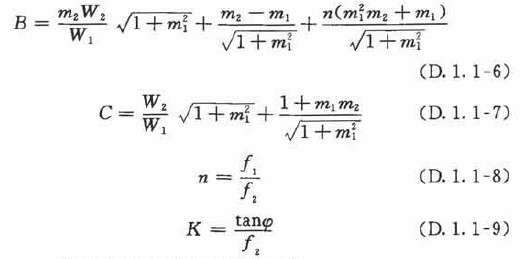 B = \frac{m_2 W_2}{W_1} \sqrt{1+m_1^2} + \frac{m_2 - m_1}{\sqrt{1+m_1^2}} + \frac{n(m_1^2 m_2 + m_1)}{\sqrt{1+m_1^2}}
(D. 1. 1-6)
C = \frac{W_2}{W_1} \sqrt{1+m_1^2} + \frac{1+m_1 m_2}{\sqrt{1+m_1^2}} (D. 1. 1-7)
n = \frac{f_1}{f_2} (D. 1. 1-8)
K = \frac{\tan\varphi}{f_2} (D. 1. 1-9)